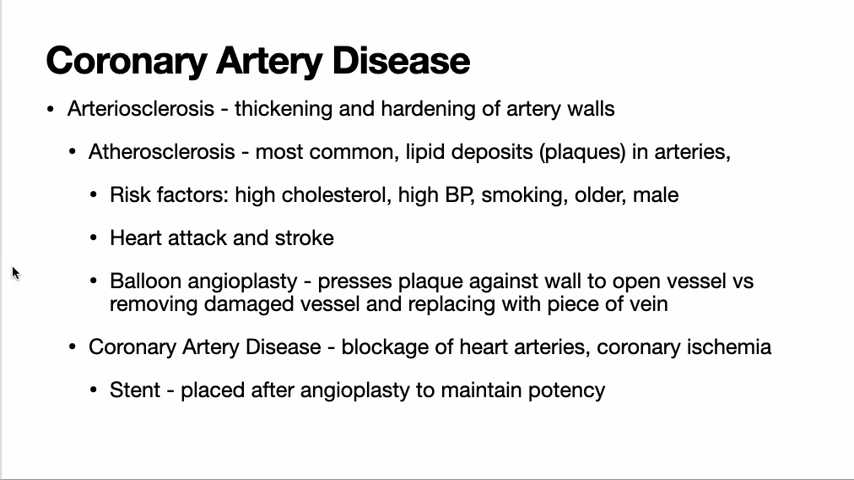 Coronary Artery Disease
• Arteriosclerosis - thickening and hardening of artery walls
• Atherosclerosis - most common, lipid deposits (plaques) in arteries,
• Risk factors: high cholesterol, high BP, smoking, older, male
• Heart attack and stroke
• Balloon angioplasty - presses plaque against wall to open vessel vs
removing damaged vessel and replacing with piece of vein
• Coronary Artery Disease - blockage of heart arteries, coronary ischemia
• Stent - placed after angioplasty to maintain potency